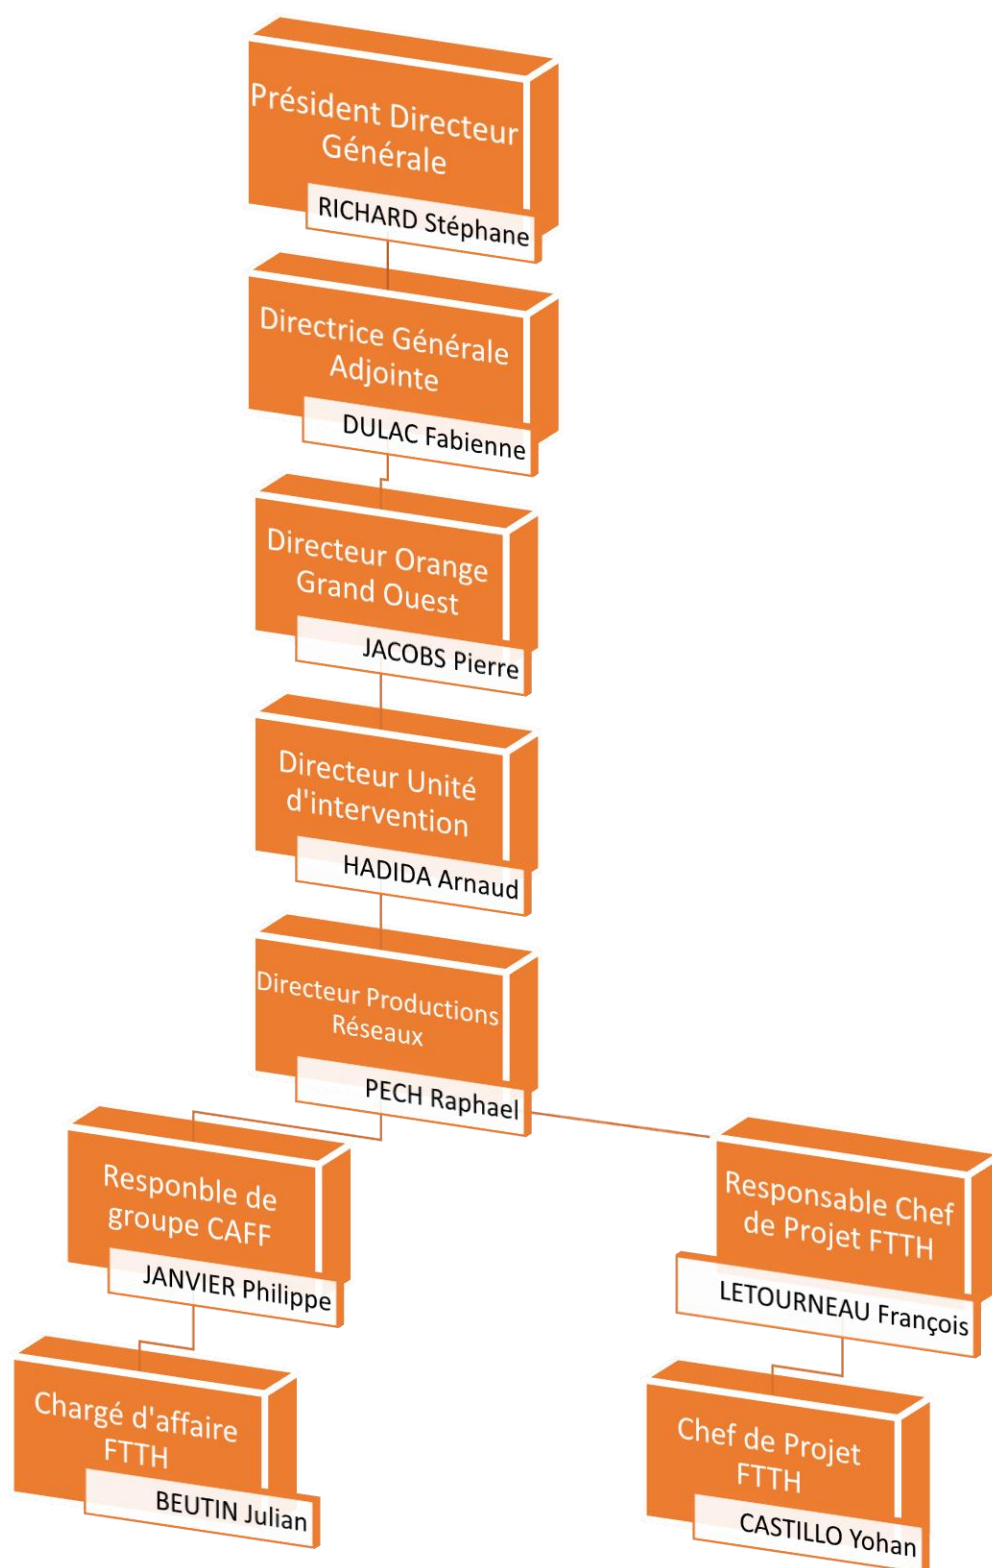 Président Directeur
Générale
RICHARD Stéphane
Directrice Générale
Adjointe
DULAC Fabienne
Directeur Orange
Grand Ouest
JACOBS Pierre
Directeur Unité
d'intervention
HADIDA Arnaud
Directeur Productions
Réseaux
PECH Raphael
Responble de
groupe CAFF
JANVIER Philippe
Responsable Chef
de Projet FTTH
LETOURNEAU François
Chargé d'affaire
FTTH
BEUTIN Julian
Chef de Projet
FTTH
CASTILLO Yohan